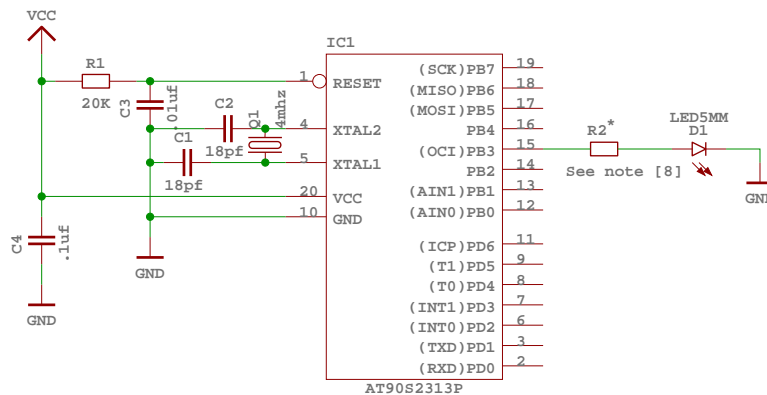 VCC
IC1
R1
20K
C3
.01uf
C2
18pf
C1
18pf
Q1
4mhz
C4
.1uf
GND
GND
1 RESET
4 XTAL2
5 XTAL1
20 VCC
10 GND
(SCK)PB7 19
(MISO)PB6 18
(MOSI)PB5 17
PB4 16
(OCI)PB3 15
PB2 14
(AIN1)PB1 13
(AIN0)PB0 12
(ICP)PD6 11
(T1)PD5 9
(T0)PD4 8
(INT1)PD3 7
(INT0)PD2 6
(TXD)PD1 3
(RXD)PD0 2
AT90S2313P
R2*
See note [8]
LED5MM
D1
GND